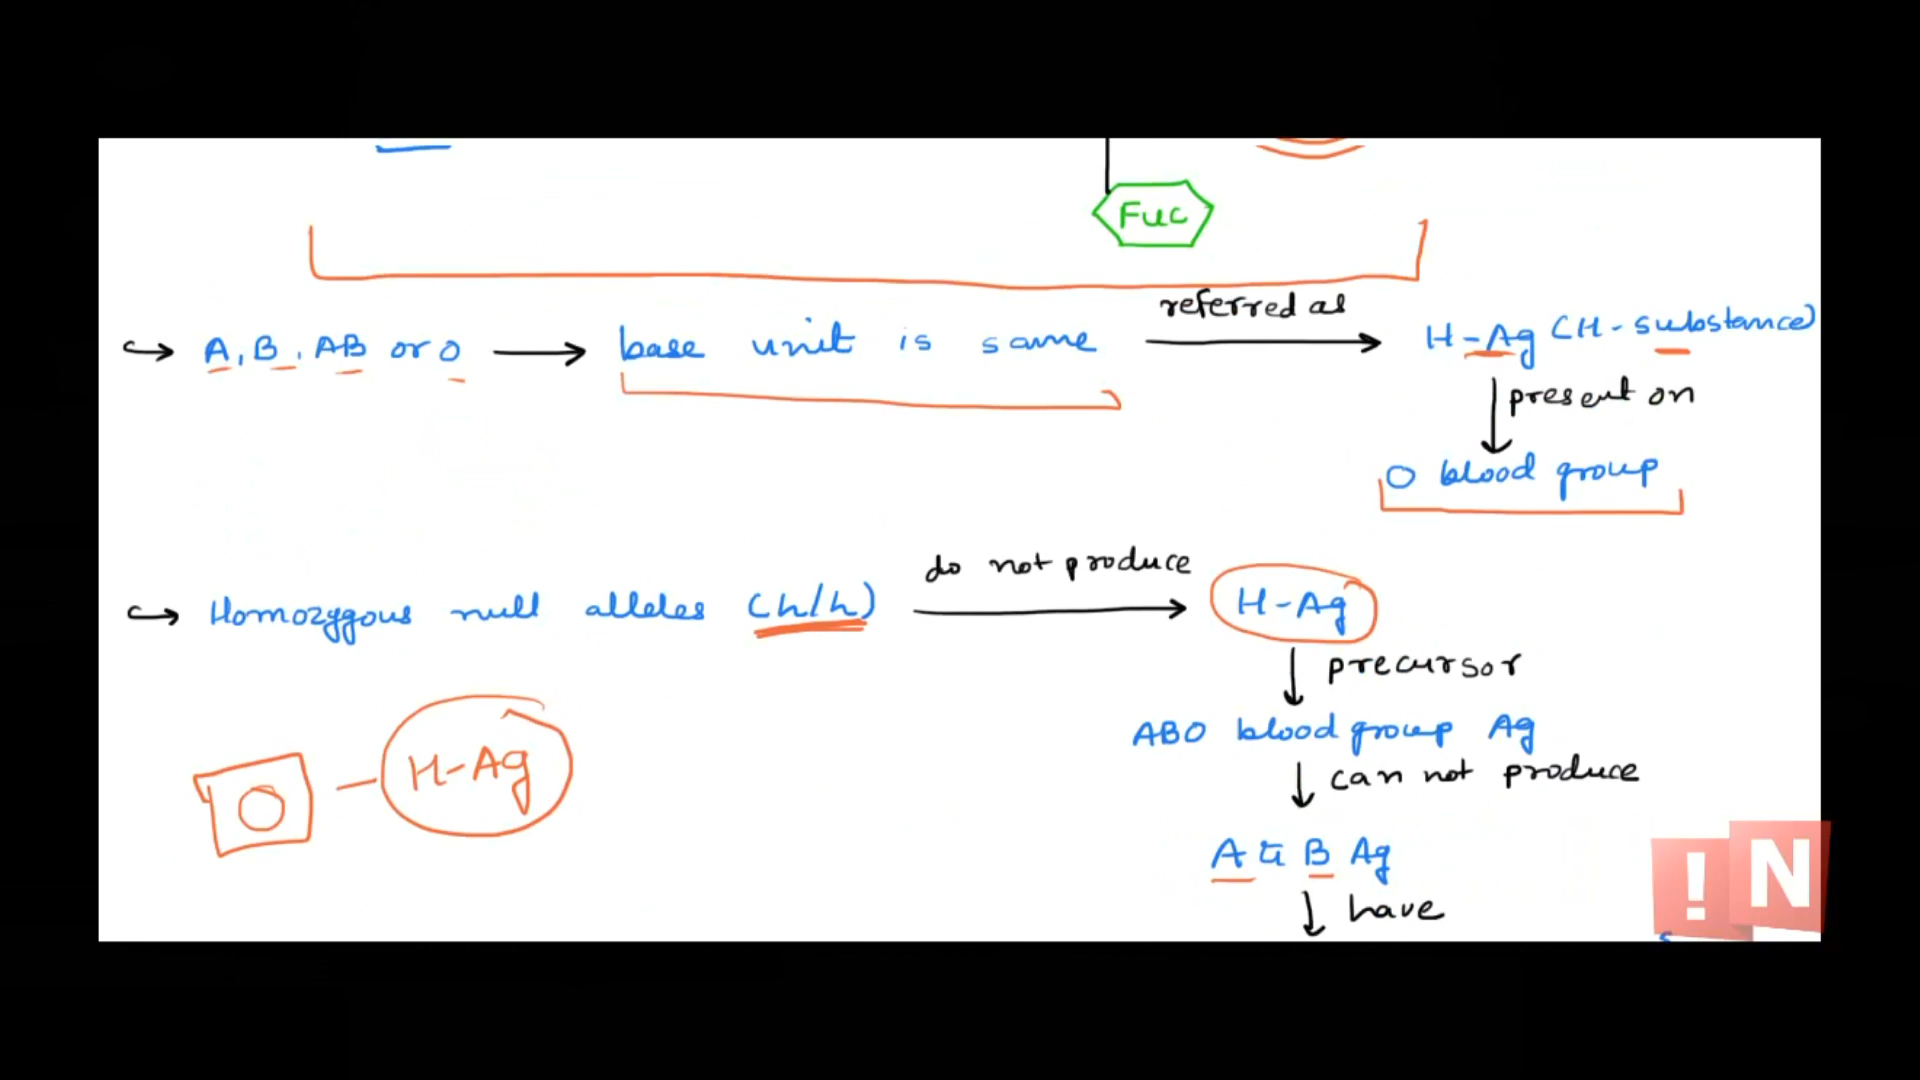 Fuc
referred as
A, B, AB or O → base unit is same → H-Ag (H-substance)
present on
O blood group
do not produce
Homozygous null alleles (h/h) → H-Ag
precursor
H-Ag
ABO blood group Ag
O
can not produce
A & B Ag
have
!N